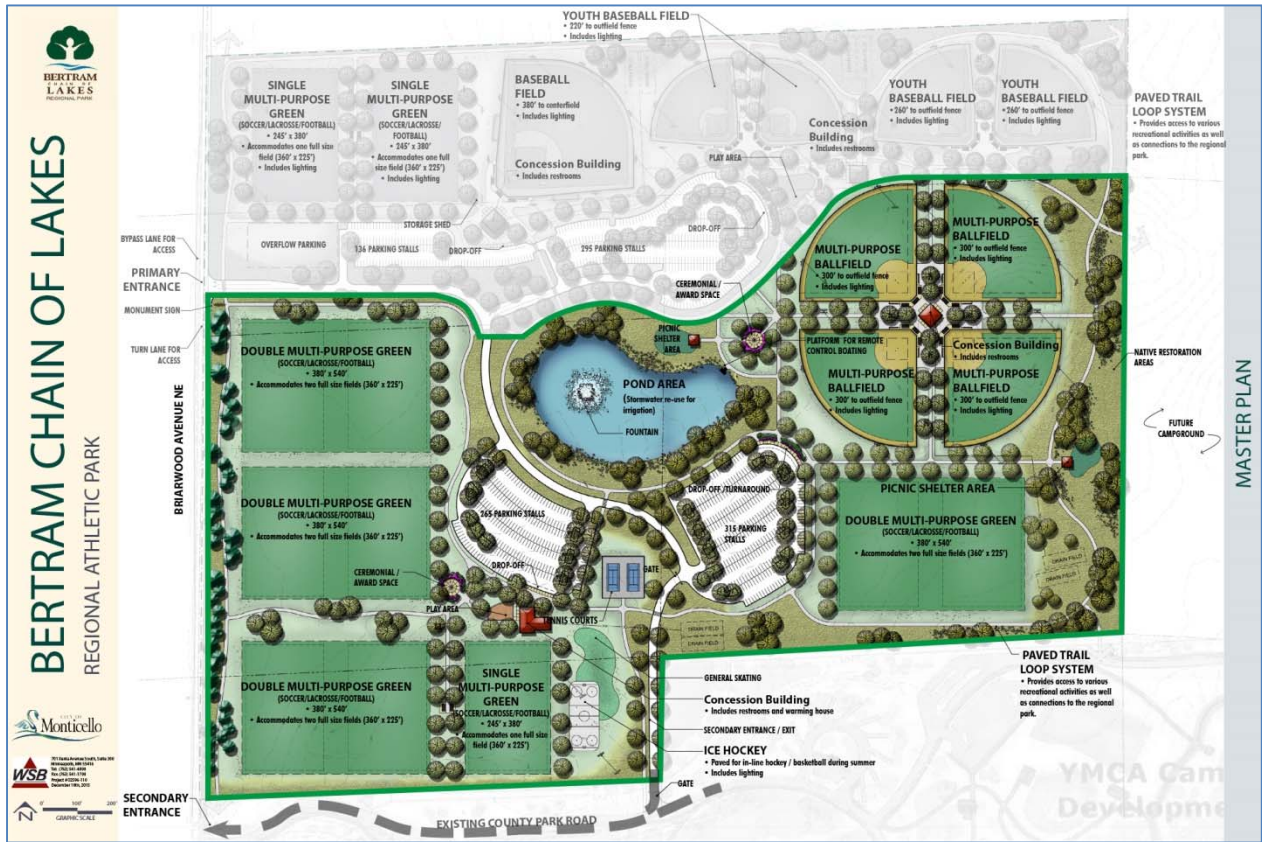 BERTRAM
CHAIN OF
LAKES
REGIONAL PARK
BERTRAM CHAIN OF LAKES
REGIONAL ATHLETIC PARK
CITY OF
Monticello
WSB
December 18th, 2015
N
0'
100'
200'
GRAPHIC SCALE
MASTER PLAN
YOUTH BASEBALL FIELD
• 220' to outfield fence
• Includes lighting
SINGLE
MULTI-PURPOSE
GREEN
(SOCCER/LACROSSE/FOOTBALL)
• 245' x 380'
• Accommodates one full size
field (360' x 225')
• Includes lighting
SINGLE
MULTI-PURPOSE
GREEN
(SOCCER/LACROSSE/
FOOTBALL)
• 245' x 380'
• Accommodates one full
size field (360' x 225')
• Includes lighting
BASEBALL
FIELD
• 380' to centerfield
• Includes lighting
Concession Building
• Includes restrooms
Concession
Building
• Includes restrooms
YOUTH
BASEBALL FIELD
• 260' to outfield fence
• Includes lighting
YOUTH
BASEBALL FIELD
• 260' to outfield fence
• Includes lighting
PAVED TRAIL
LOOP SYSTEM
• Provides access to various
recreational activities as well
as connections to the regional
park.
PLAY AREA
STORAGE SHED
DROP-OFF
OVERFLOW PARKING
136 PARKING STALLS
DROP-OFF
295 PARKING STALLS
BYPASS LANE FOR
ACCESS
PRIMARY
ENTRANCE
MONUMENT SIGN
TURN LANE FOR
ACCESS
BRIARWOOD AVENUE NE
DOUBLE MULTI-PURPOSE GREEN
(SOCCER/LACROSSE/FOOTBALL)
• 380' x 540'
• Accommodates two full size fields (360' x 225')
CEREMONIAL /
AWARD SPACE
PICNIC
SHELTER
AREA
PLATFORM FOR REMOTE
CONTROL BOATING
POND AREA
(Stormwater re-use for
irrigation)
FOUNTAIN
MULTI-PURPOSE
BALLFIELD
• 300' to outfield fence
• Includes lighting
MULTI-PURPOSE
BALLFIELD
• 300' to outfield fence
• Includes lighting
Concession Building
• Includes restrooms
MULTI-PURPOSE
BALLFIELD
• 300' to outfield fence
• Includes lighting
MULTI-PURPOSE
BALLFIELD
• 300' to outfield fence
• Includes lighting
NATIVE RESTORATION
AREAS
FUTURE
CAMPGROUND
DOUBLE MULTI-PURPOSE GREEN
(SOCCER/LACROSSE/FOOTBALL)
• 380' x 540'
• Accommodates two full size fields (360' x 225')
265 PARKING STALLS
DROP-OFF /TURNAROUND
315 PARKING
STALLS
PICNIC SHELTER AREA
DOUBLE MULTI-PURPOSE GREEN
(SOCCER/LACROSSE/FOOTBALL)
• 380' x 540'
• Accommodates two full size fields (360' x 225')
DRAIN FIELD
DRAIN FIELD
CEREMONIAL /
AWARD SPACE
DROP-OFF
GATE
PLAY AREA
TENNIS COURTS
DRAIN FIELD
DRAIN FIELD
DOUBLE MULTI-PURPOSE GREEN
(SOCCER/LACROSSE/FOOTBALL)
• 380' x 540'
• Accommodates two full size fields (360' x 225')
SINGLE
MULTI-PURPOSE
GREEN
(SOCCER/LACROSSE/FOOTBALL)
• 245' x 380'
• Accommodates one full size
field (360' x 225')
GENERAL SKATING
Concession Building
• Includes restrooms and warming house
SECONDARY ENTRANCE / EXIT
ICE HOCKEY
• Paved for in-line hockey / basketball during summer
• Includes lighting
GATE
PAVED TRAIL
LOOP SYSTEM
• Provides access to various
recreational activities as well
as connections to the regional
park.
SECONDARY
ENTRANCE
EXISTING COUNTY PARK ROAD
YMCA Cam
Developme